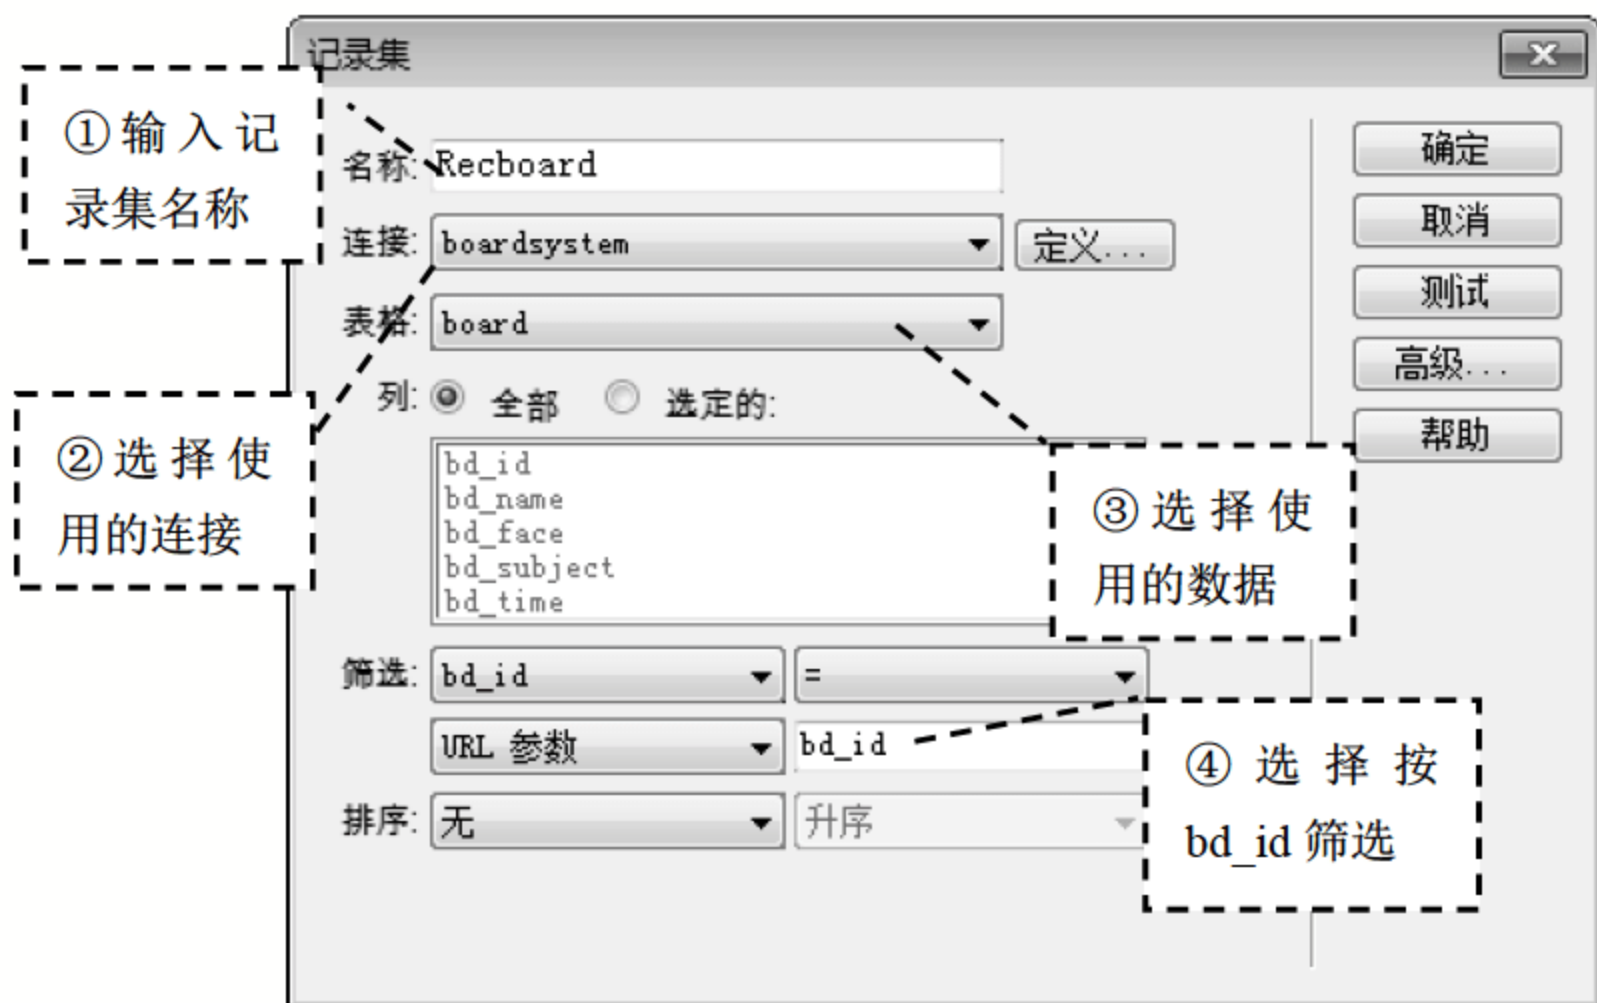 记录集
①输入记
录集名称
名称: Recboard
连接: boardsystem 定义...
表格: board
列: 全部 选定的:
②选择使
用的连接
bd_id
bd_name
bd_face
bd_subject
bd_time
③选择使
用的数据
筛选: bd_id =
URL 参数 bd_id
排序: 无 升序
④选择按
bd_id 筛选
确定
取消
测试
高级...
帮助